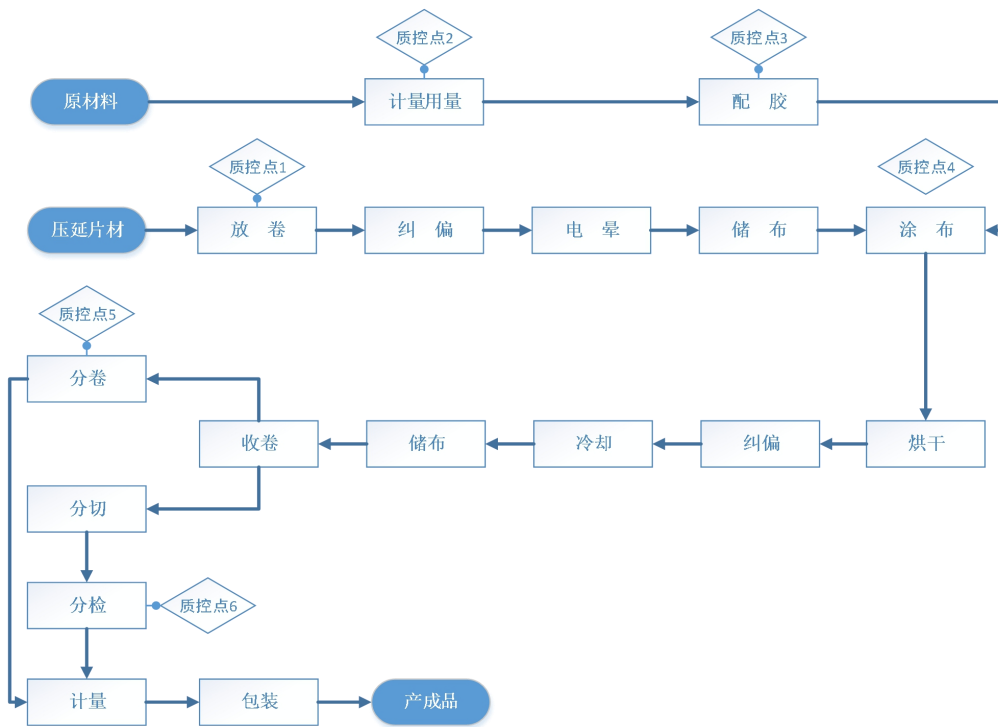 质控点2
质控点3
原材料
计量用量
配 胶
质控点1
质控点4
压延片材
放 卷
纠 偏
电 晕
储 布
涂 布
质控点5
分卷
收卷
储布
冷却
纠偏
烘干
分切
分检
质控点6
计量
包装
产成品